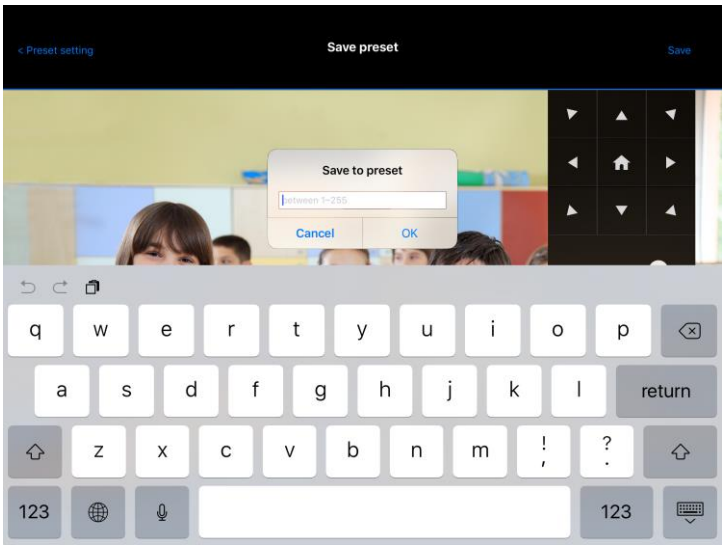 < Preset setting
Save preset
Save
Save to preset
between 1~255
Cancel
OK
q w e r t y u i o p
a s d f g h j k l return
z x c v b n m ! , ? .
123 123